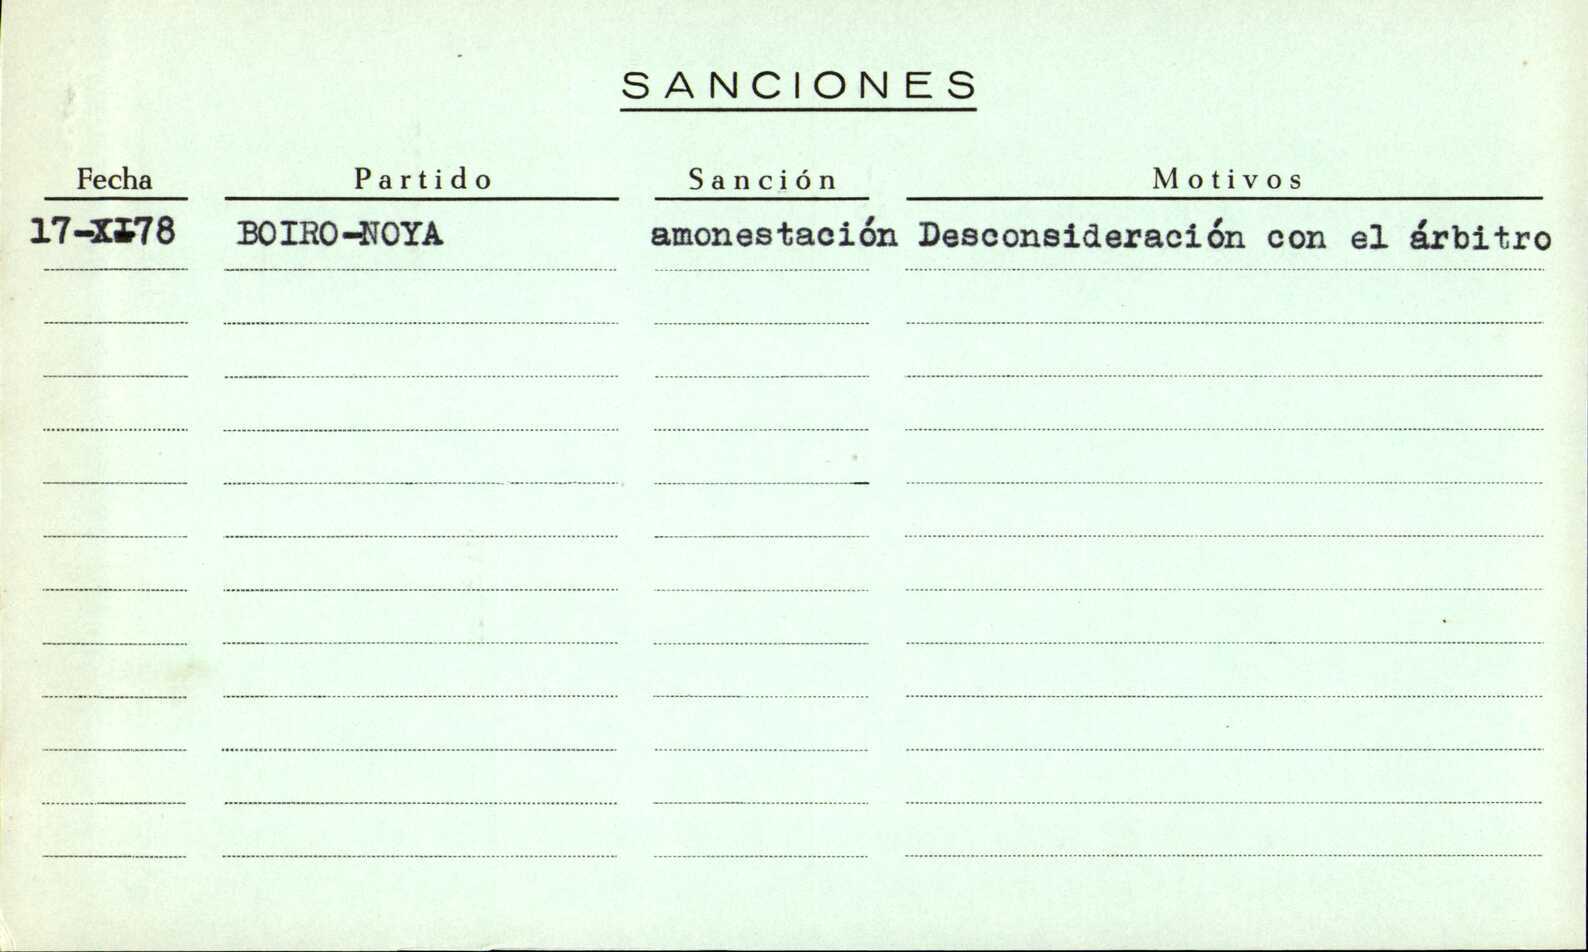 SANCIONES
Fecha Partido Sanción Motivos
17-XI-78 BOIRO-NOYA amonestación Desconsideración con el árbitro